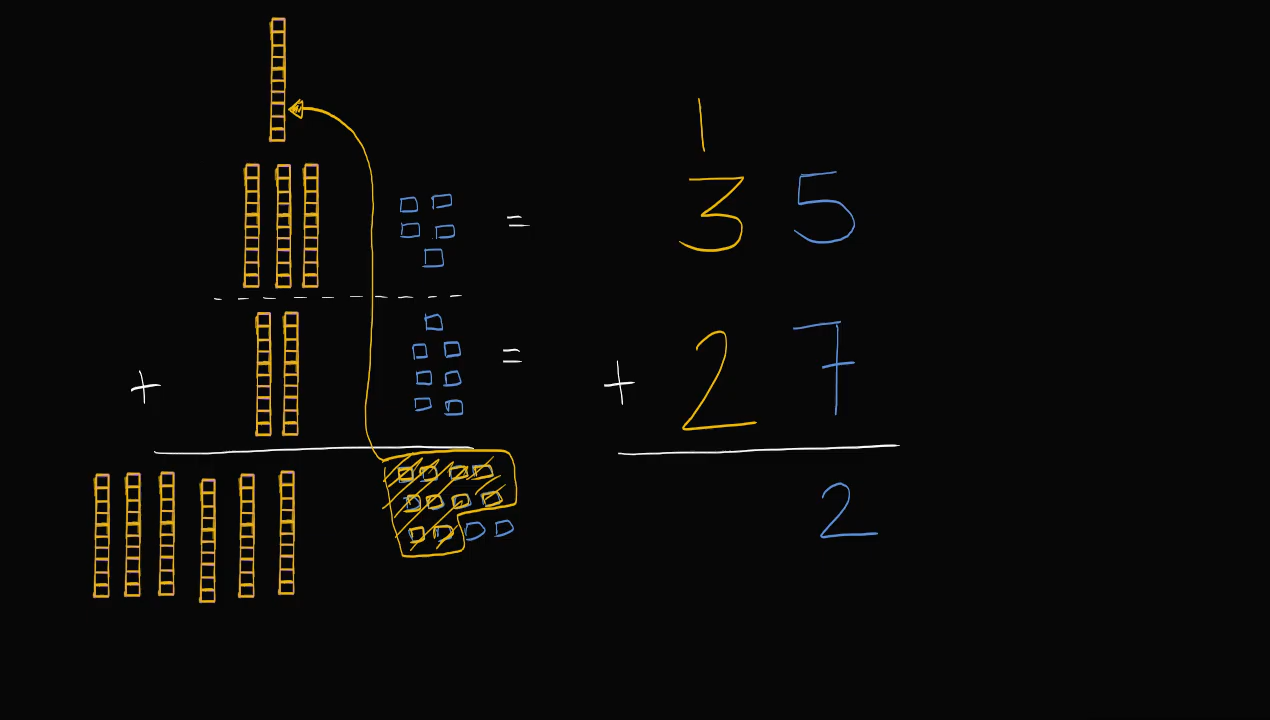 1
= 35
+ = + 27
2